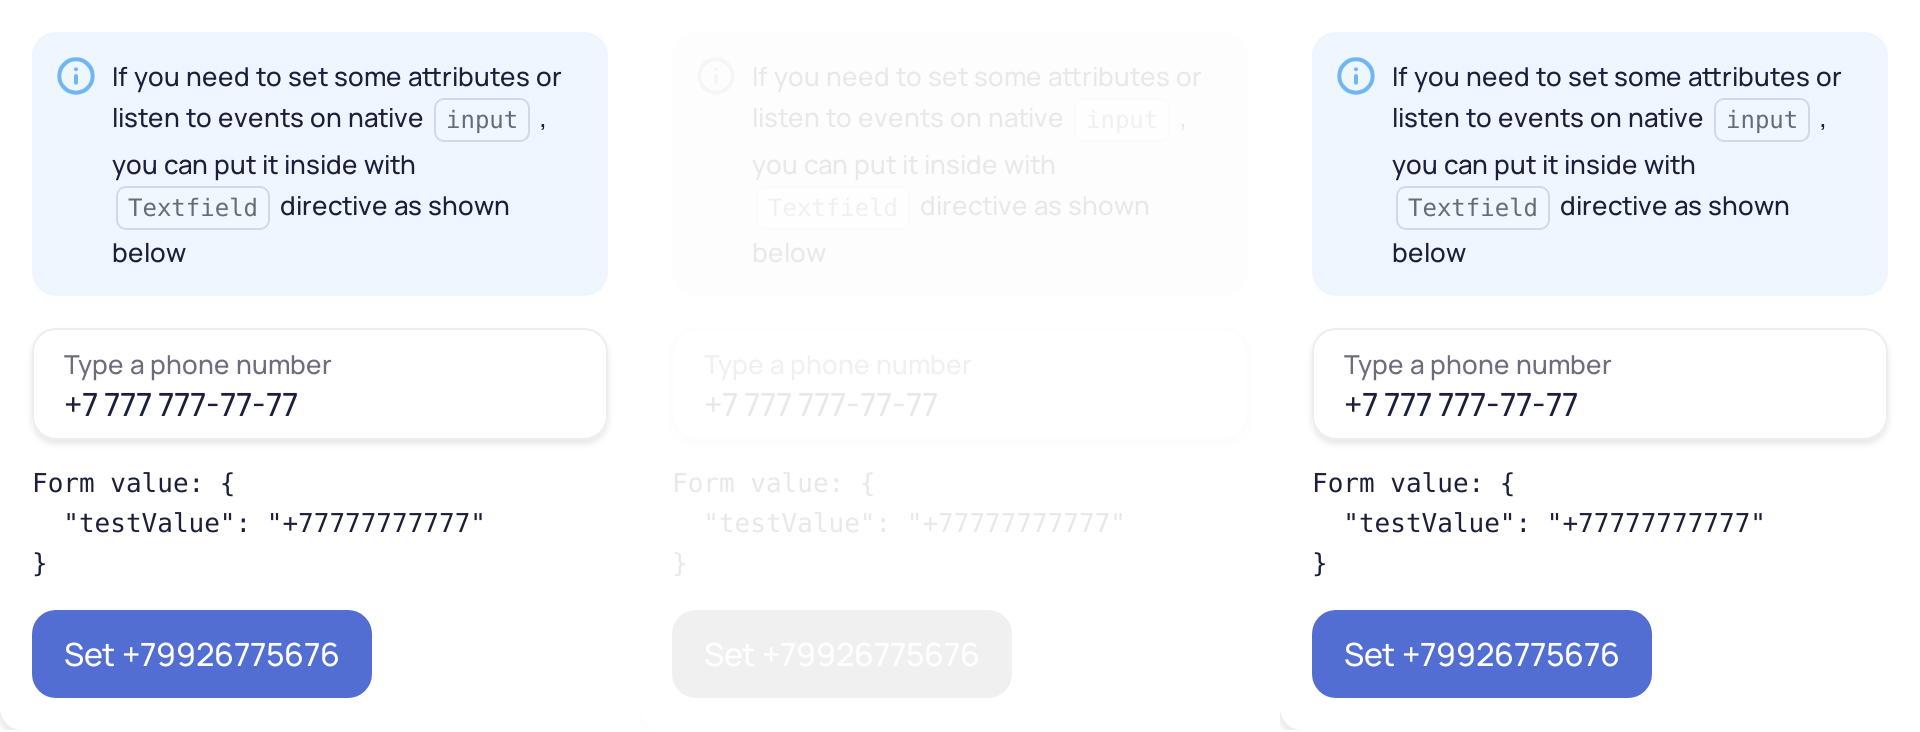 If you need to set some attributes or
listen to events on native input ,
you can put it inside with
Textfield directive as shown
below
Type a phone number
+7 777 777-77-77
Form value: {
  "testValue": "+77777777777"
}
Set +79926775676
If you need to set some attributes or
listen to events on native input ,
you can put it inside with
Textfield directive as shown
below
Type a phone number
+7 777 777-77-77
Form value: {
  "testValue": "+77777777777"
}
Set +79926775676
If you need to set some attributes or
listen to events on native input ,
you can put it inside with
Textfield directive as shown
below
Type a phone number
+7 777 777-77-77
Form value: {
  "testValue": "+77777777777"
}
Set +79926775676